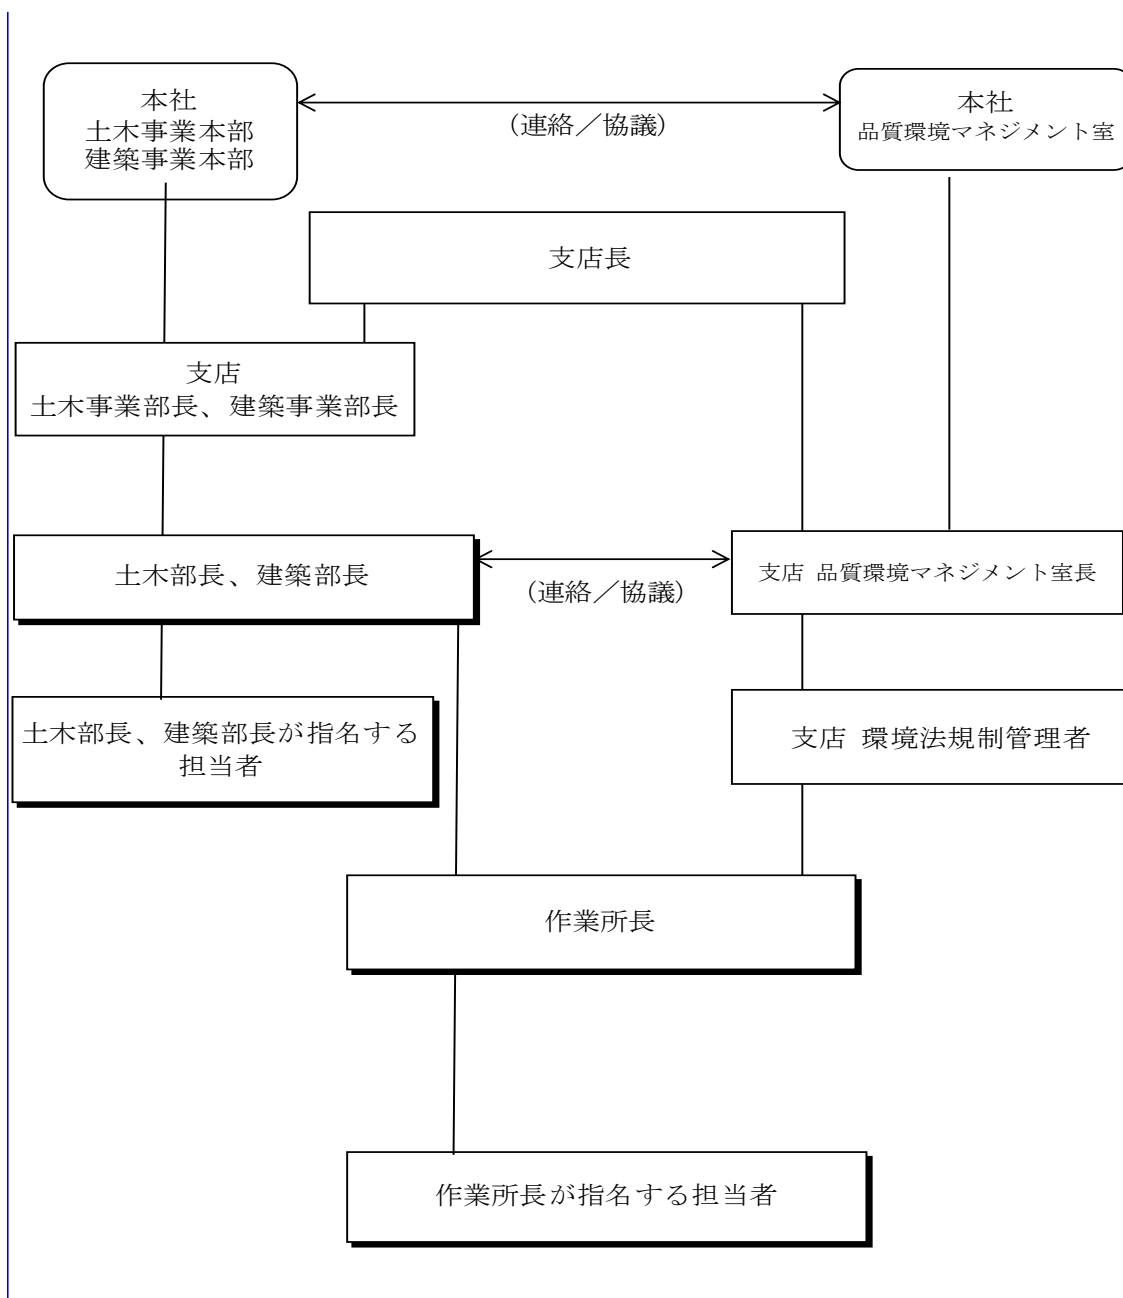 本社
土木事業本部
建築事業本部
(連絡／協議)
本社
品質環境マネジメント室
支店長
支店
土木事業部長、建築事業部長
土木部長、建築部長
(連絡／協議)
支店 品質環境マネジメント室長
土木部長、建築部長が指名する
担当者
支店 環境法規制管理者
作業所長
作業所長が指名する担当者